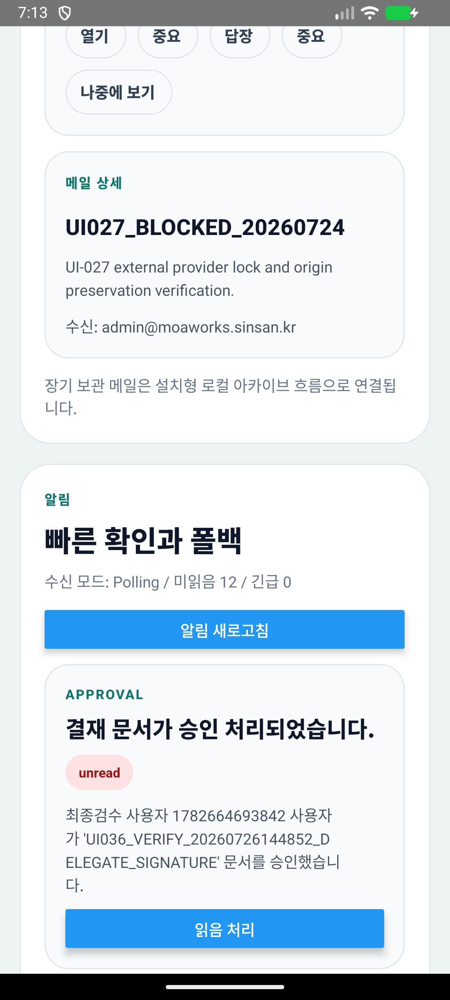 7:13
열기
중요
답장
중요
나중에 보기
메일 상세
UI027_BLOCKED_20260724
UI-027 external provider lock and origin
preservation verification.
수신: admin@moaworks.sinsan.kr
장기 보관 메일은 설치형 로컬 아카이브 흐름으로 연결됩
니다.
알림
빠른 확인과 폴백
수신 모드: Polling / 미읽음 12 / 긴급 0
알림 새로고침
APPROVAL
결재 문서가 승인 처리되었습니다.
unread
최종검수 사용자 1782664693842 사용자
가 'UI036_VERIFY_20260726144852_D
ELEGATE_SIGNATURE' 문서를 승인했습니
다.
읽음 처리